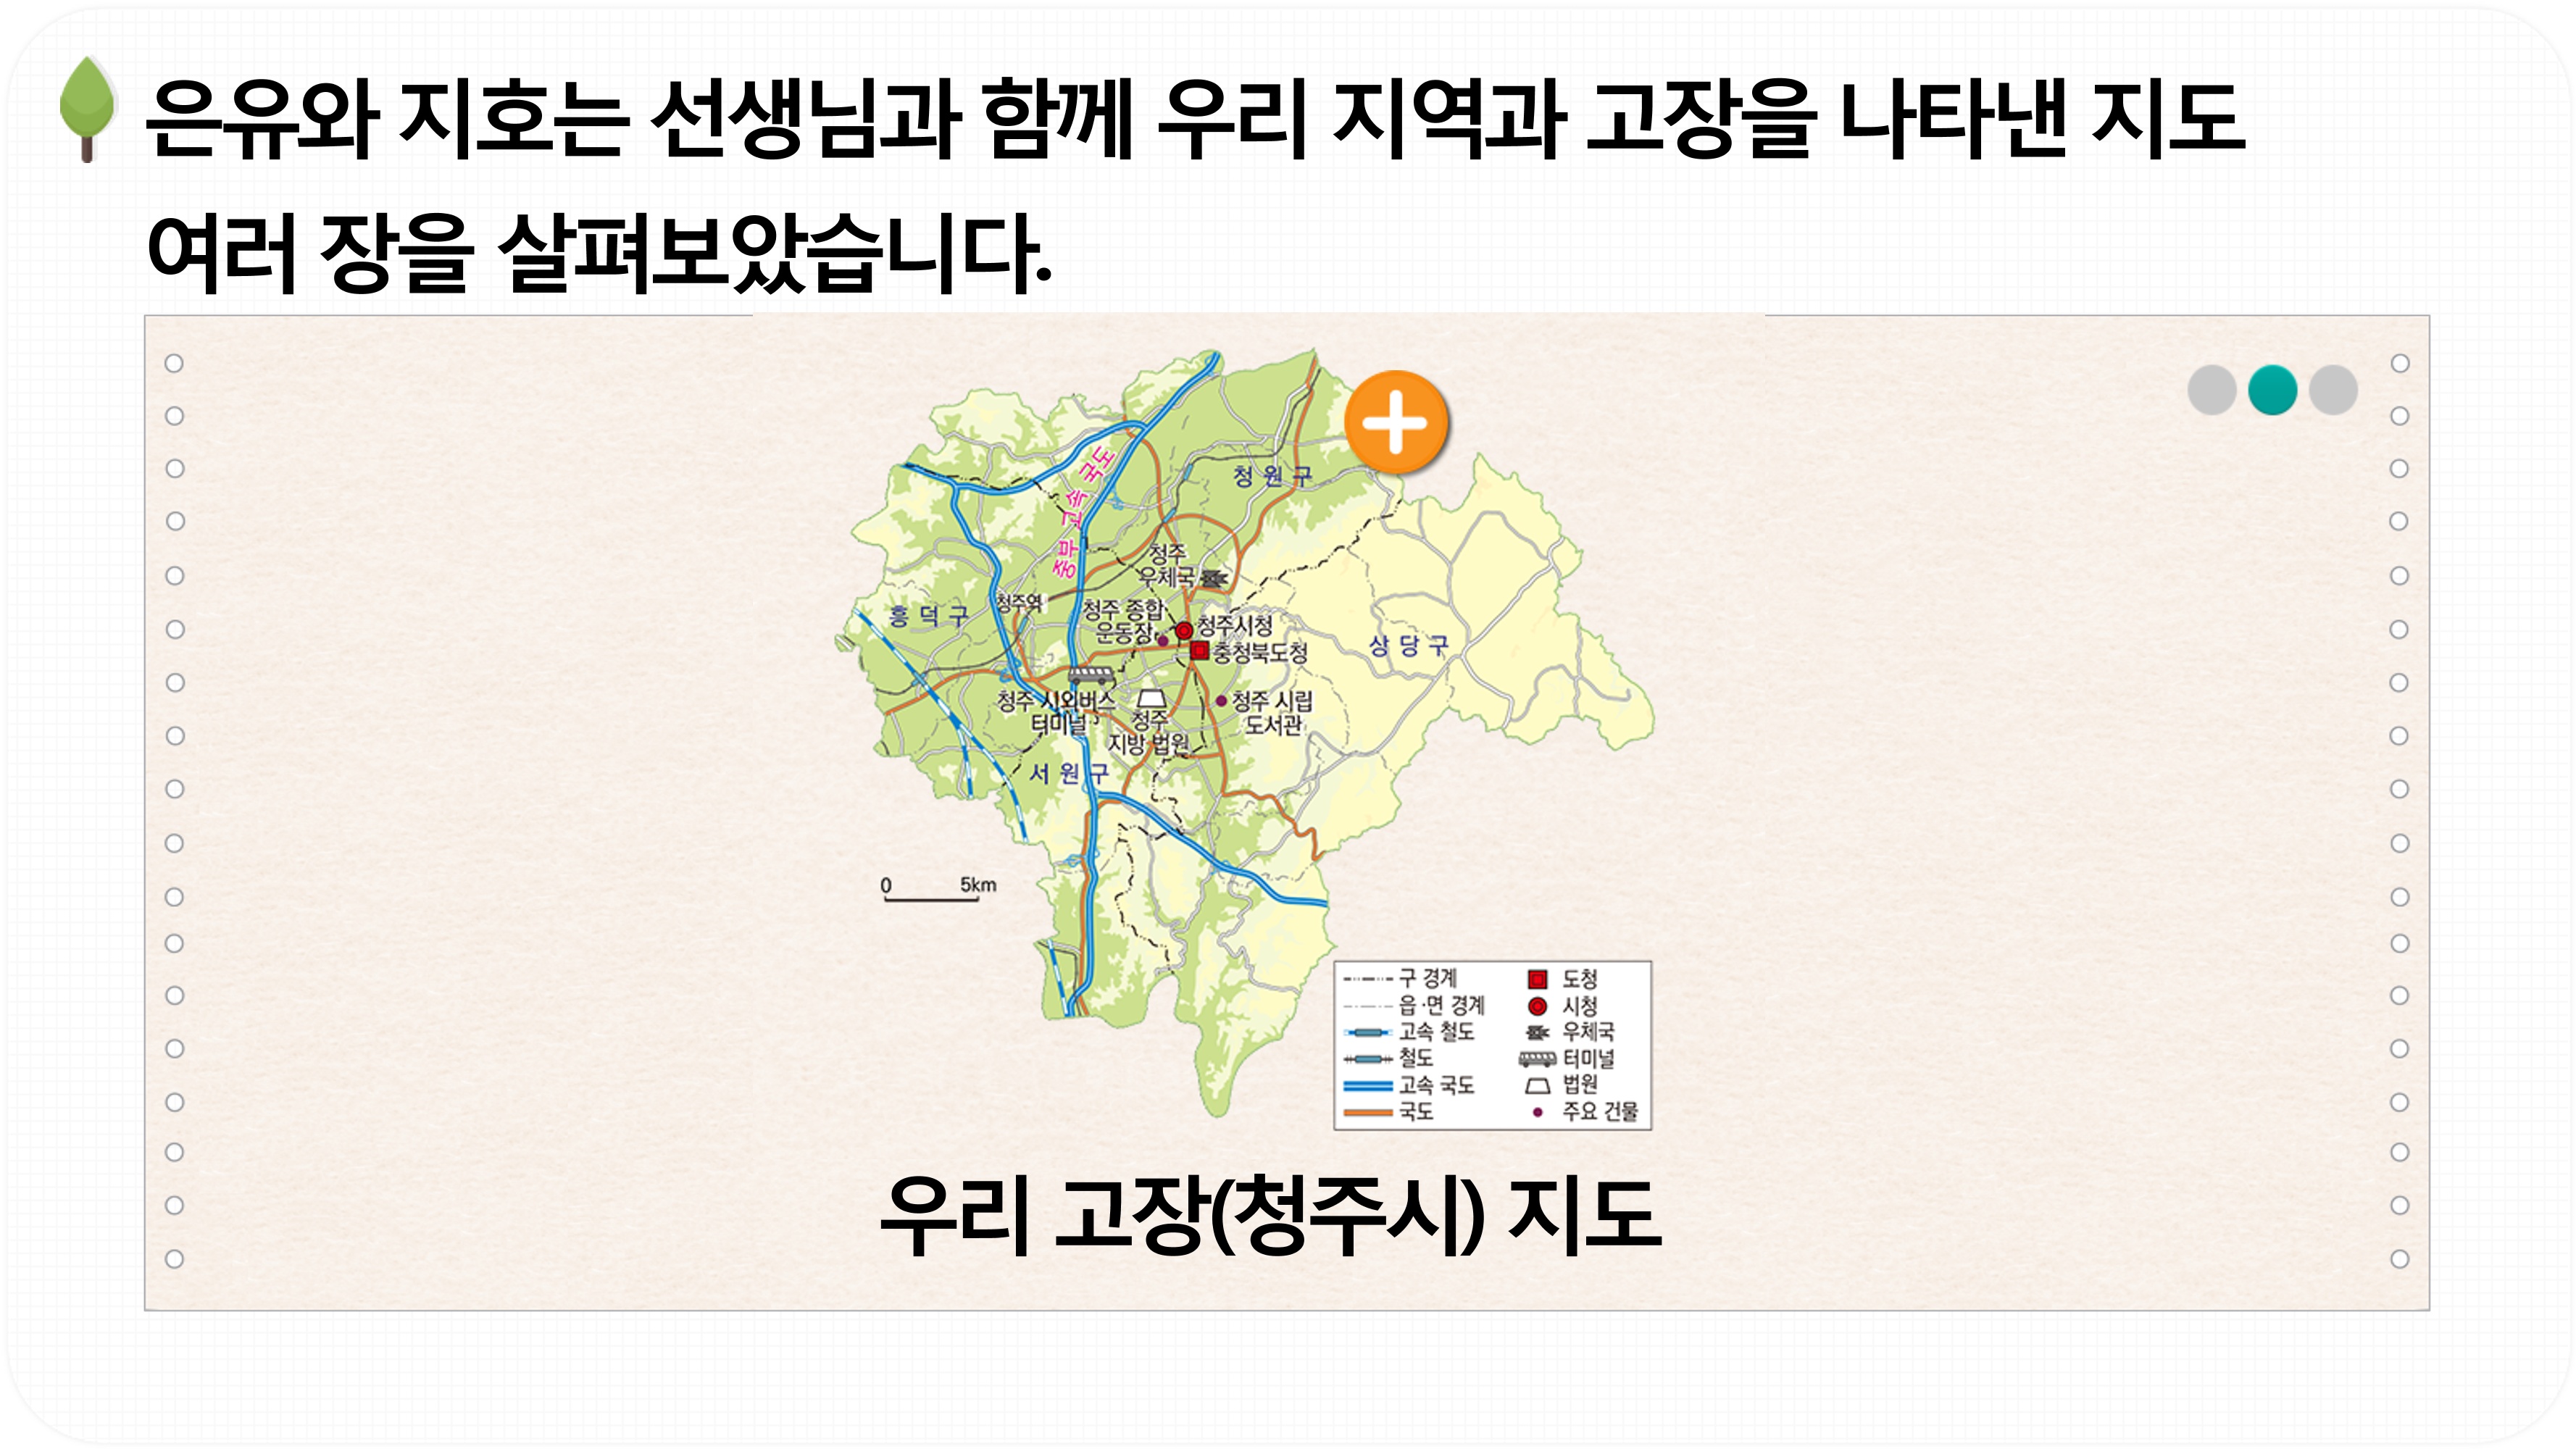 은유와 지호는 선생님과 함께 우리 지역과 고장을 나타낸 지도
여러 장을 살펴보았습니다.
중부 고속 국도
청원구
청주
우체국
흥덕구
청주역
청주 종합
운동장
청주시청
충청북도청
상당구
청주 시외버스
터미널
청주
지방 법원
청주 시립
도서관
서원구
0 5km
구 경계
읍·면 경계
고속 철도
철도
고속 국도
국도
도청
시청
우체국
터미널
법원
주요 건물
우리 고장(청주시) 지도